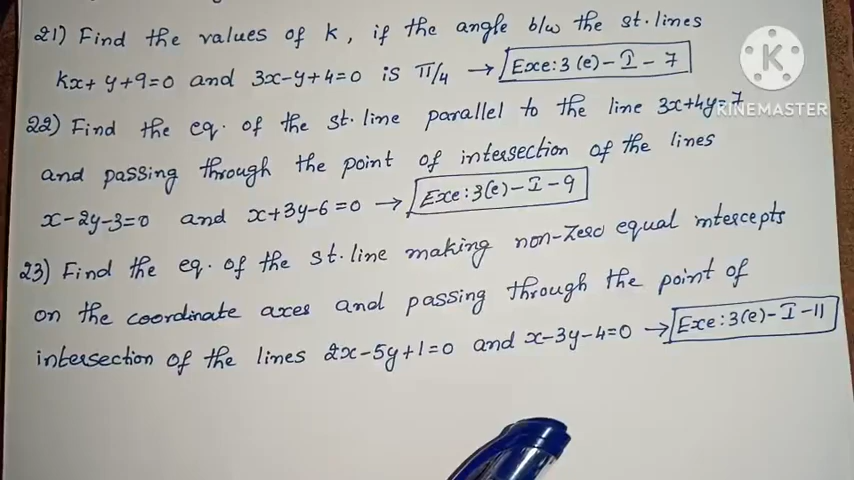 21) Find the values of k, if the angle b/w the st. lines
kx+y+9=0 and 3x-y+4=0 is π/4 → Exe: 3(e)-I-7
22) Find the eq. of the st. line parallel to the line 3x+4y=7
and passing through the point of intersection of the lines
x-2y-3=0 and x+3y-6=0 → Exe: 3(e)-I-9
23) Find the eq. of the st. line making non-zero equal intercepts
on the coordinate axes and passing through the point of
intersection of the lines 2x-5y+1=0 and x-3y-4=0 → Exe: 3(e)-I-11
K
KINEMASTER